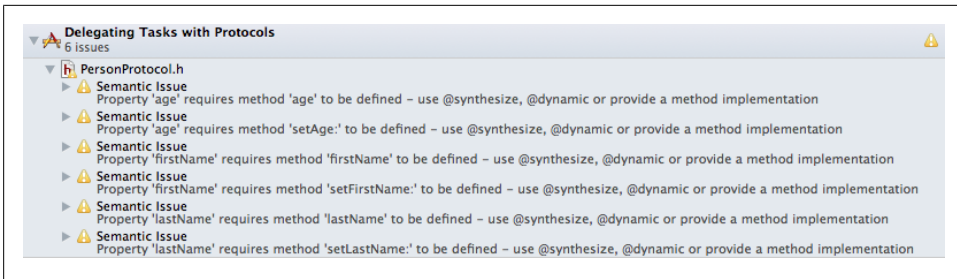 Delegating Tasks with Protocols
6 issues
PersonProtocol.h
Semantic Issue
Property 'age' requires method 'age' to be defined – use @synthesize, @dynamic or provide a method implementation
Semantic Issue
Property 'age' requires method 'setAge:' to be defined – use @synthesize, @dynamic or provide a method implementation
Semantic Issue
Property 'firstName' requires method 'firstName' to be defined – use @synthesize, @dynamic or provide a method implementation
Semantic Issue
Property 'firstName' requires method 'setFirstName:' to be defined – use @synthesize, @dynamic or provide a method implementation
Semantic Issue
Property 'lastName' requires method 'lastName' to be defined – use @synthesize, @dynamic or provide a method implementation
Semantic Issue
Property 'lastName' requires method 'setLastName:' to be defined – use @synthesize, @dynamic or provide a method implementation